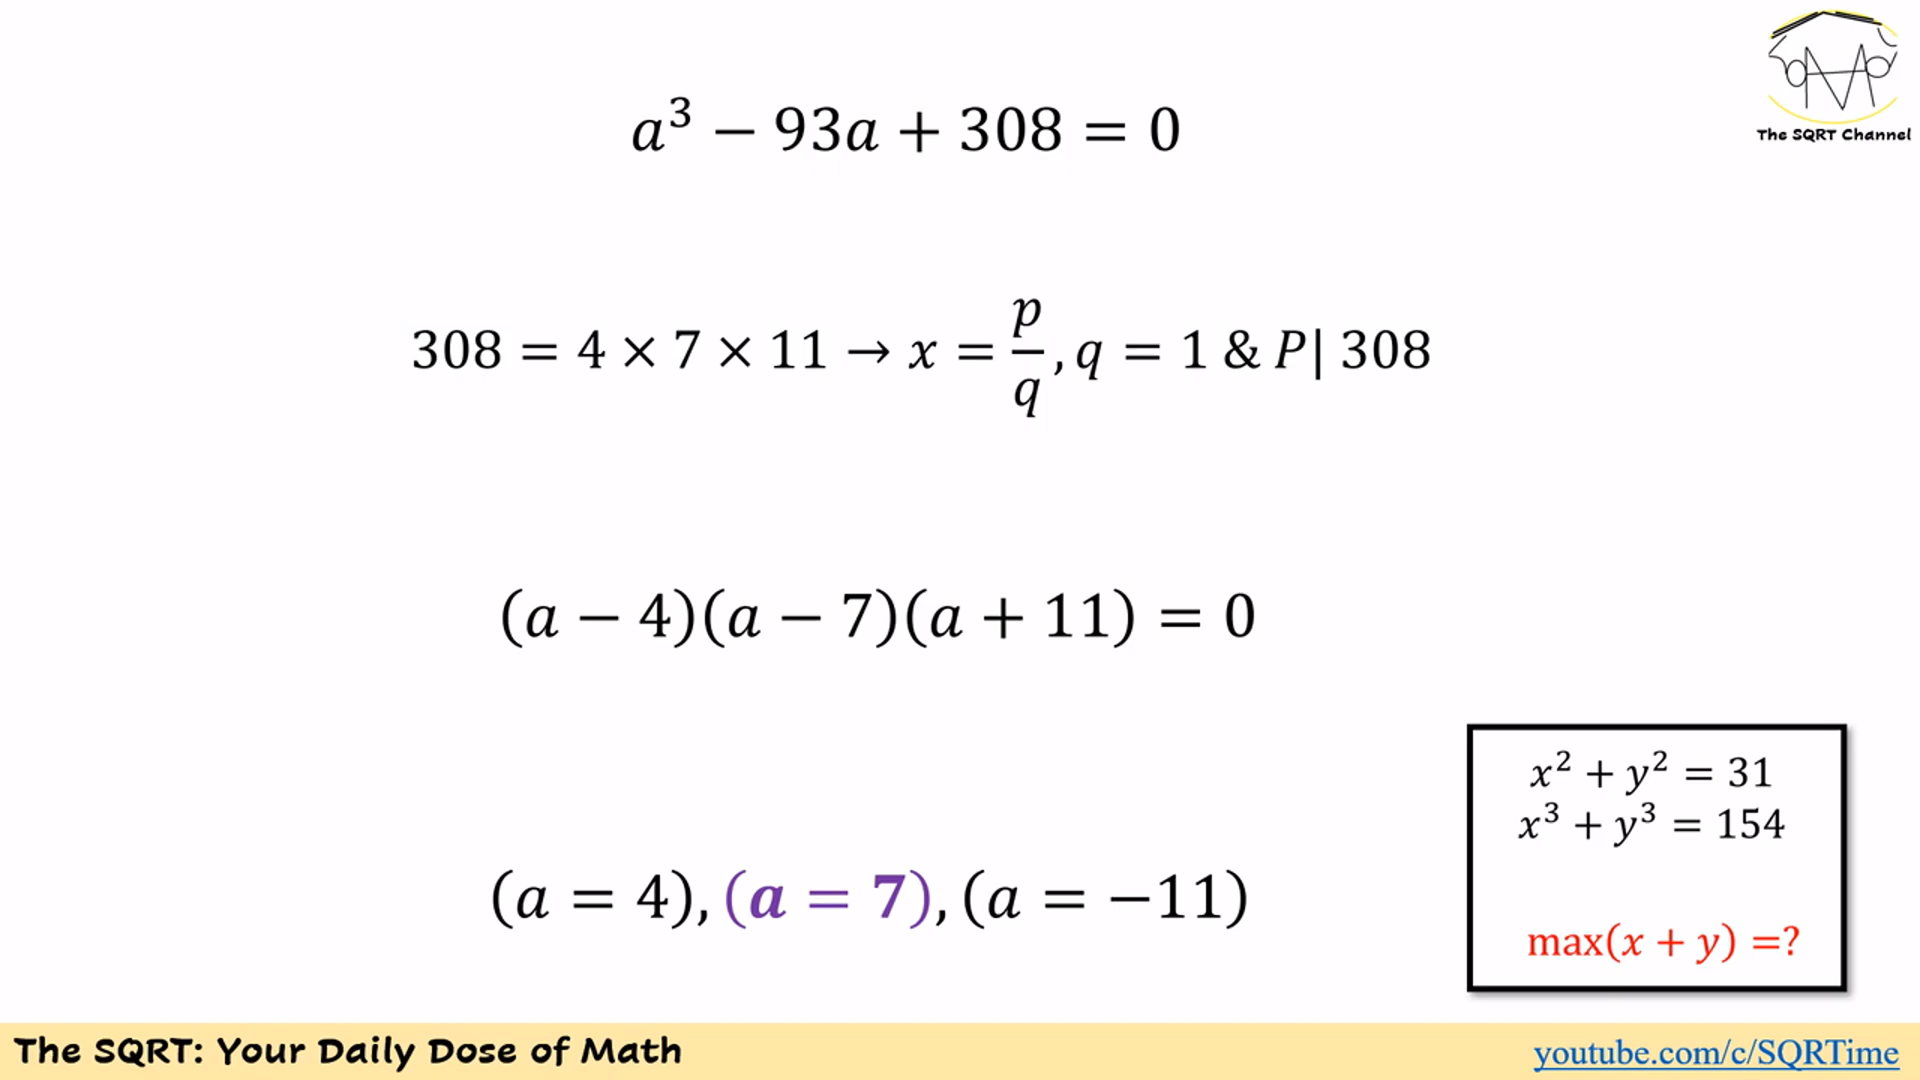 The SQRT Channel
a³ − 93a + 308 = 0
308 = 4 × 7 × 11 → x = p/q, q = 1 & P| 308
(a − 4)(a − 7)(a + 11) = 0
(a = 4), (a = 7), (a = −11)
x² + y² = 31
x³ + y³ = 154
max(x + y) =?
The SQRT: Your Daily Dose of Math
youtube.com/c/SQRTime